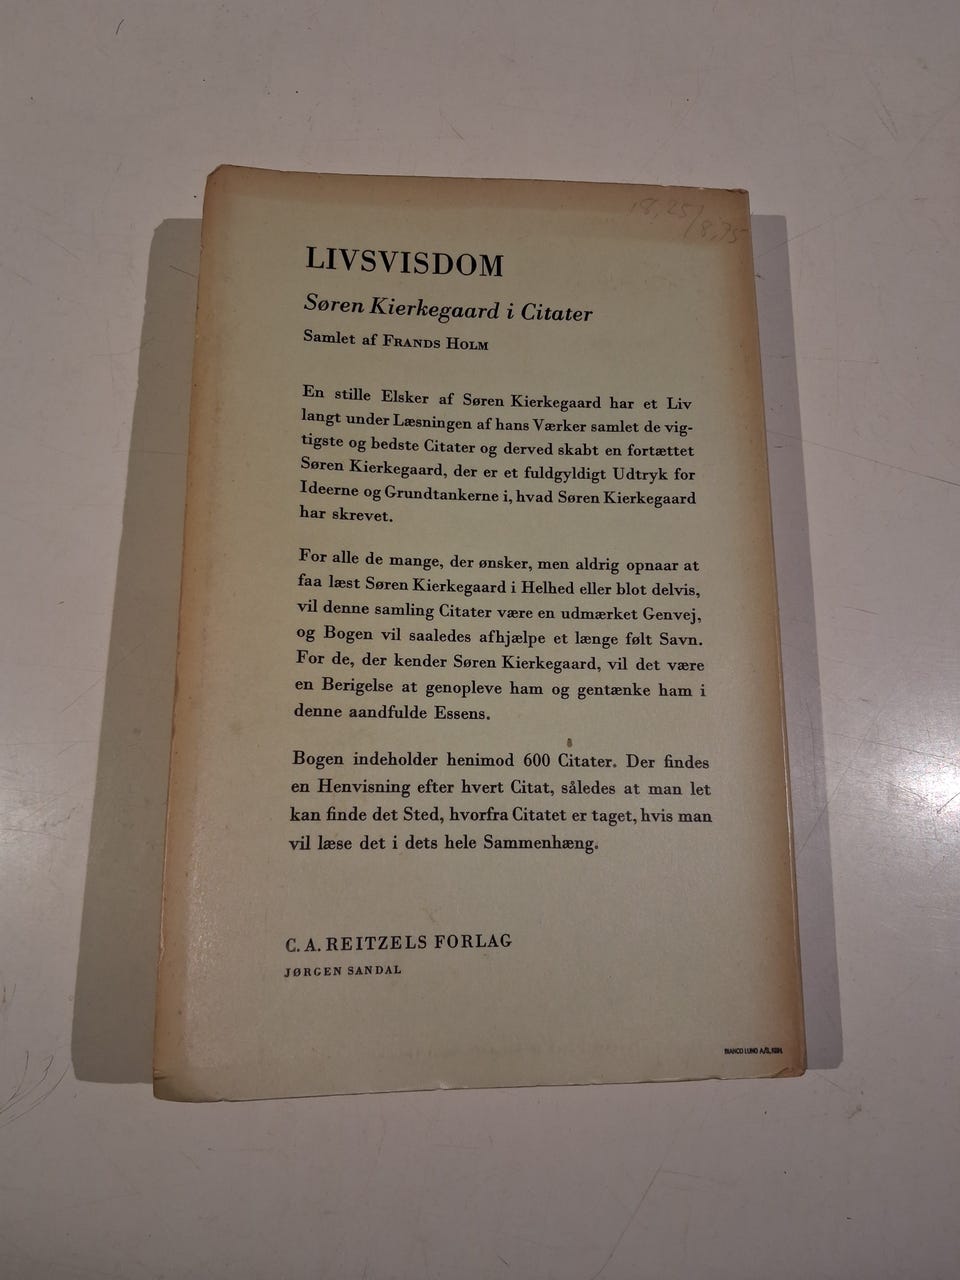 18,25/
8,75
LIVSVISDOM
Søren Kierkegaard i Citater
Samlet af FRANDS HOLM
En stille Elsker af Søren Kierkegaard har et Liv
langt under Læsningen af hans Værker samlet de vig-
tigste og bedste Citater og derved skabt en fortættet
Søren Kierkegaard, der er et fuldgyldigt Udtryk for
Ideerne og Grundtankerne i, hvad Søren Kierkegaard
har skrevet.
For alle de mange, der ønsker, men aldrig opnaar at
faa læst Søren Kierkegaard i Helhed eller blot delvis,
vil denne samling Citater være en udmærket Genvej,
og Bogen vil saaledes afhjælpe et længe følt Savn.
For de, der kender Søren Kierkegaard, vil det være
en Berigelse at genopleve ham og gentænke ham i
denne aandfulde Essens.
Bogen indeholder henimod 600 Citater. Der findes
en Henvisning efter hvert Citat, således at man let
kan finde det Sted, hvorfra Citatet er taget, hvis man
vil læse det i dets hele Sammenhæng.
C. A. REITZELS FORLAG
JØRGEN SANDAL
BIANCO LUNO A/S, KBH.